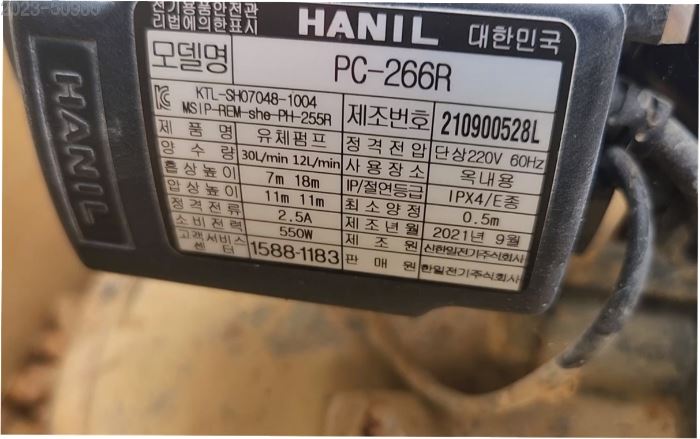 전기용품안전관
리법에의한표시
HANIL 대한민국
HANIL
모델명 PC-266R
KTL-SH07048-1004
MSIP-REM-she-PH-255R
제조번호 210900528L
제품명 유체펌프
정격전압 단상220V 60Hz
양수량 30L/min 12L/min
사용장소 옥내용
흡상높이 7m 18m
IP/절연등급 IPX4/E종
압상높이 11m 11m
최소양정 0.5m
정격전류 2.5A
제조년월 2021년 9월
소비전력 550W
제조원 신한일전기주식회사
고객서비스
센터 1588-1183
판매원 한일전기주식회사